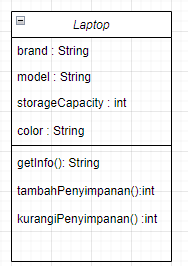 Laptop
brand : String
model : String
storageCapacity : int
color : String
getInfo(): String
tambahPenyimpanan():int
kurangiPenyimpanan() :int